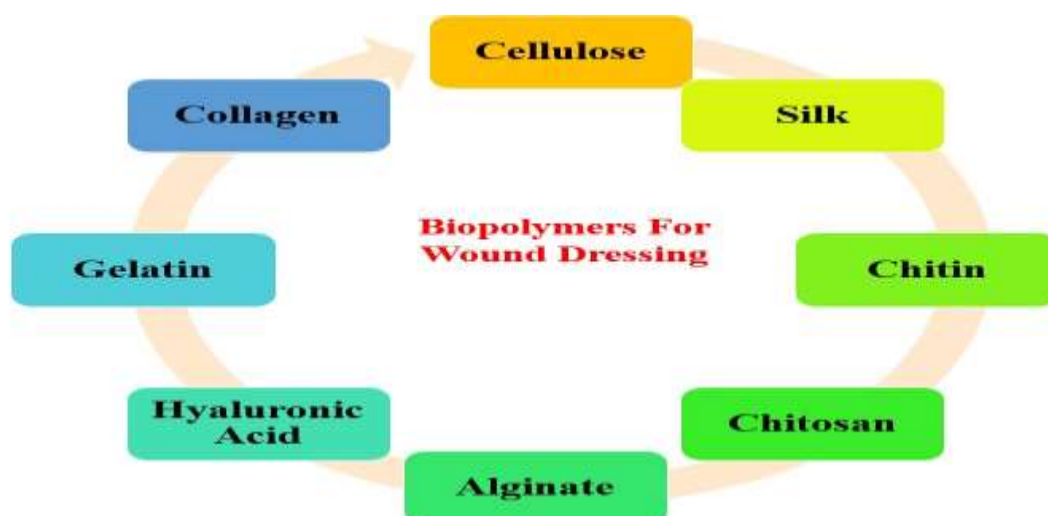 Cellulose
Silk
Chitin
Chitosan
Alginate
Hyaluronic
Acid
Gelatin
Collagen
Biopolymers For
Wound Dressing